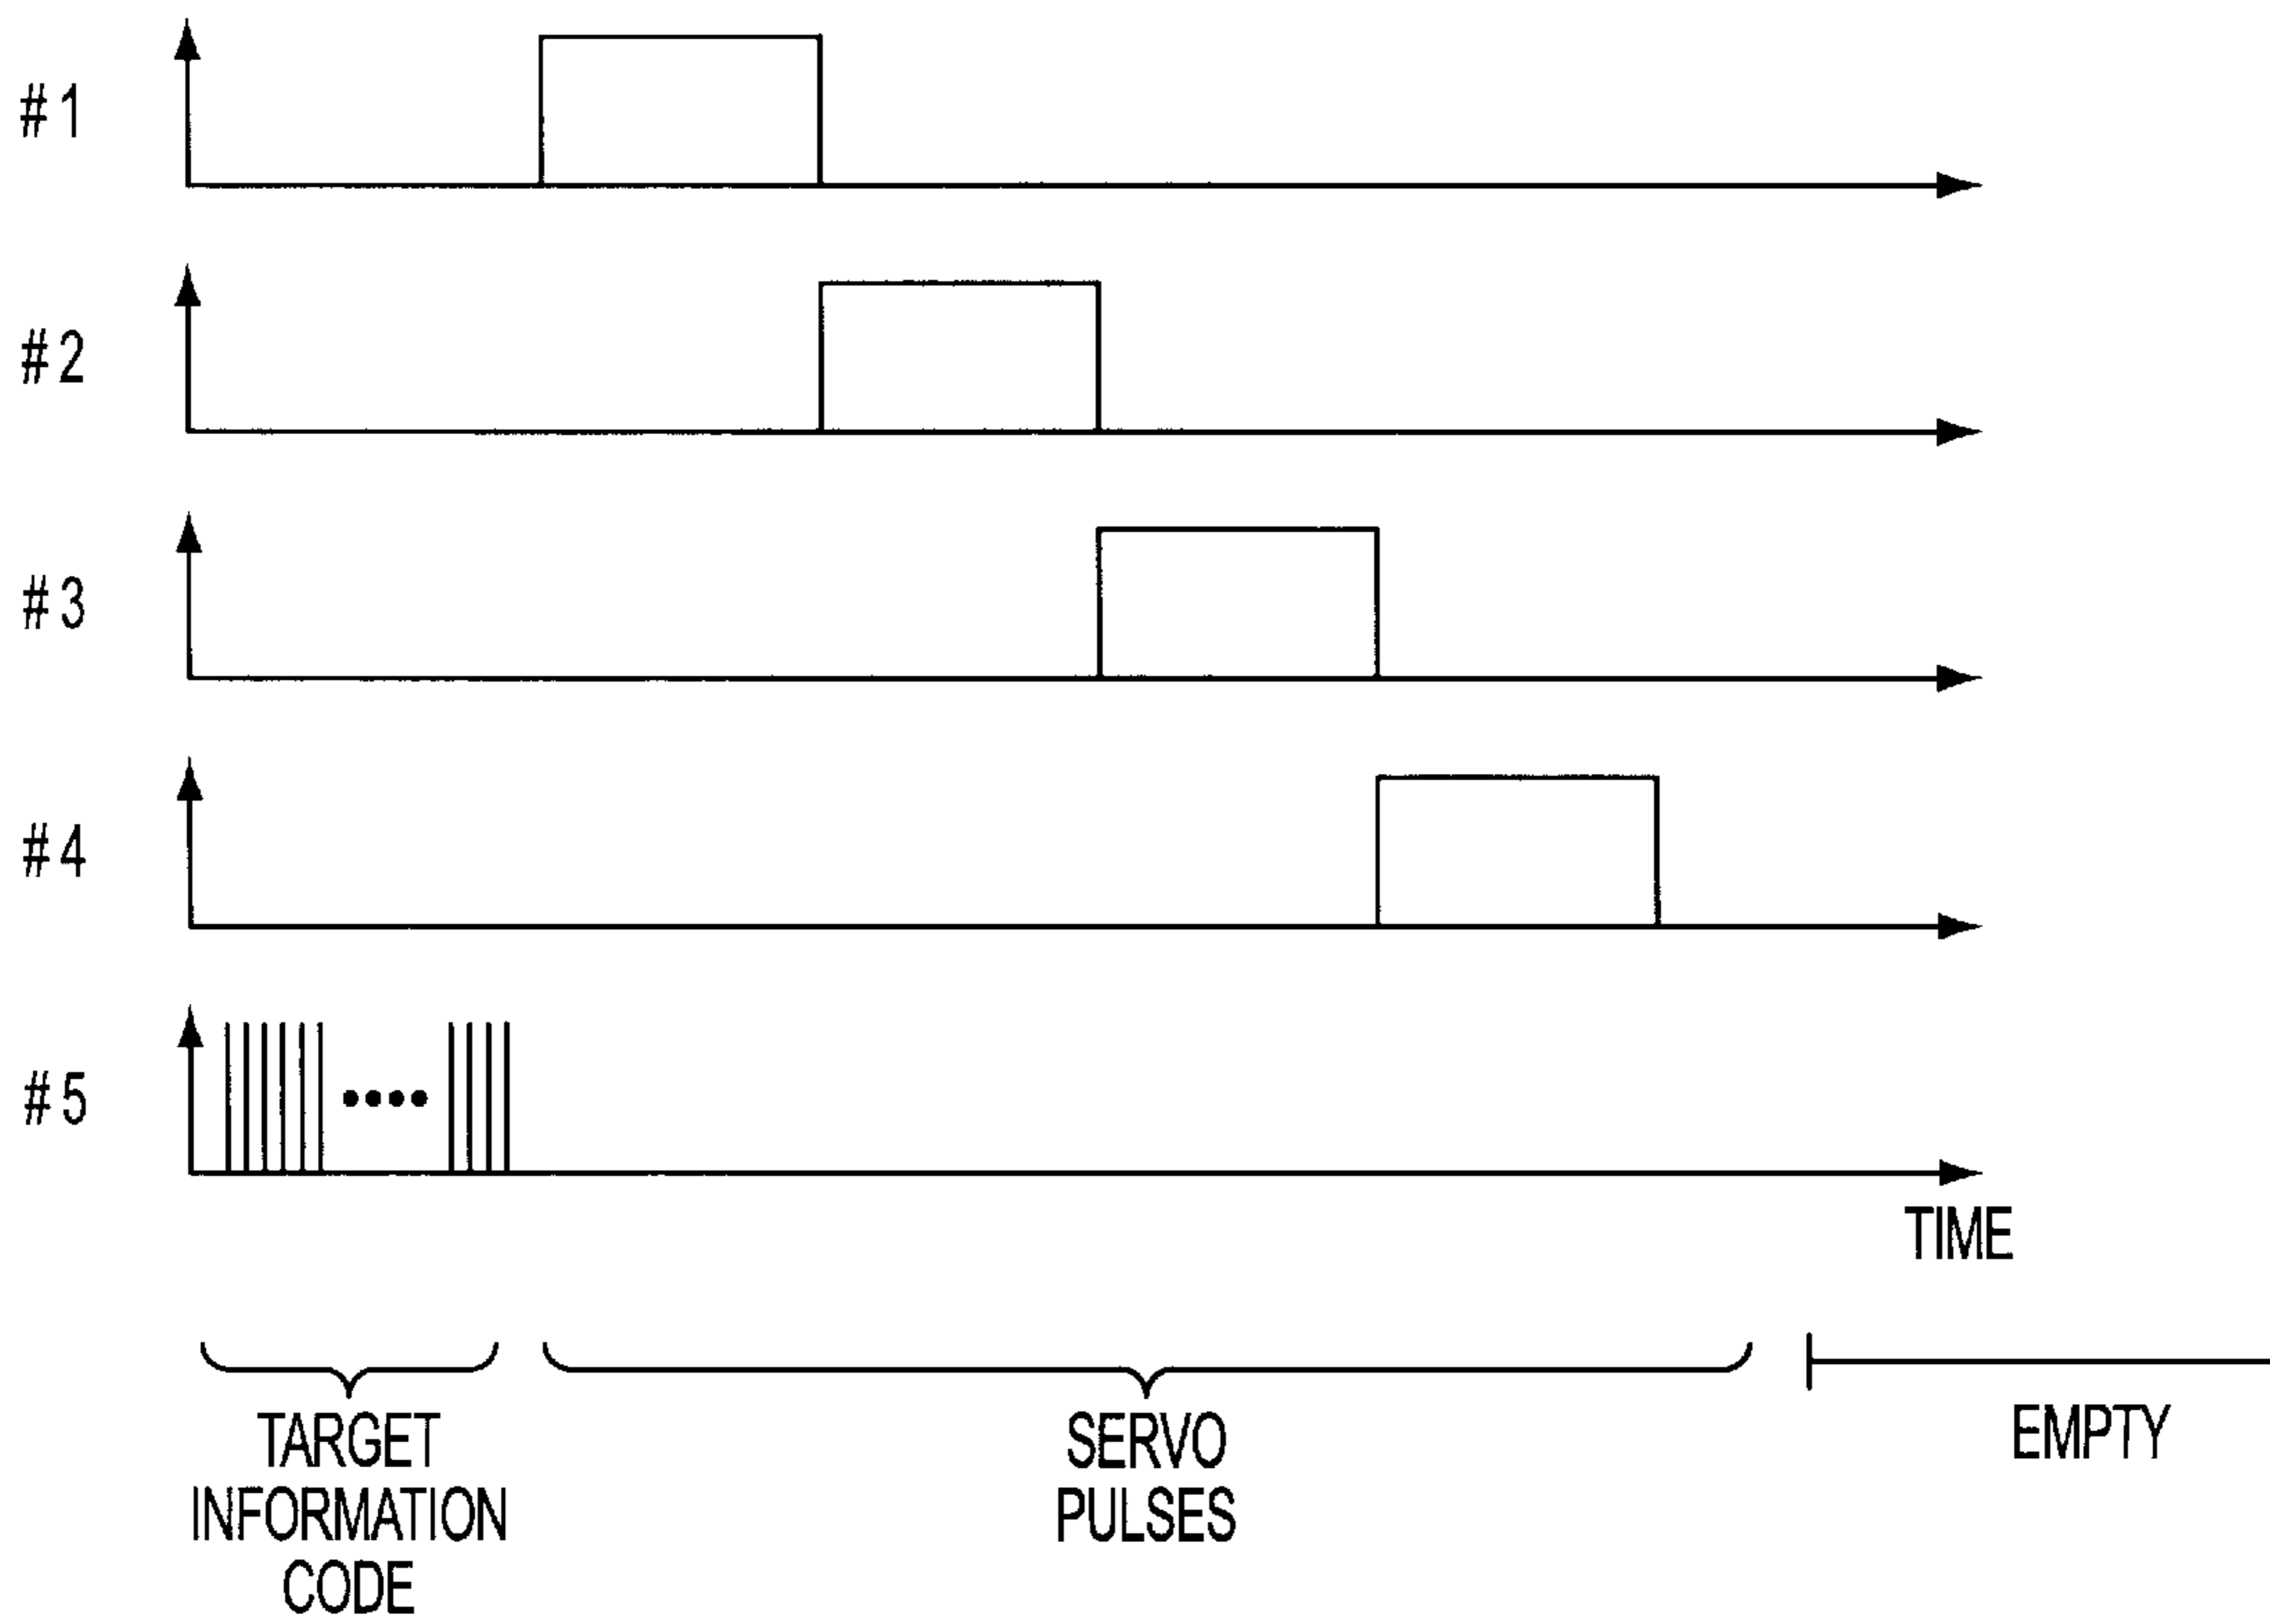 #1
#2
#3
#4
#5
TIME
TARGET
INFORMATION
CODE
SERVO
PULSES
EMPTY